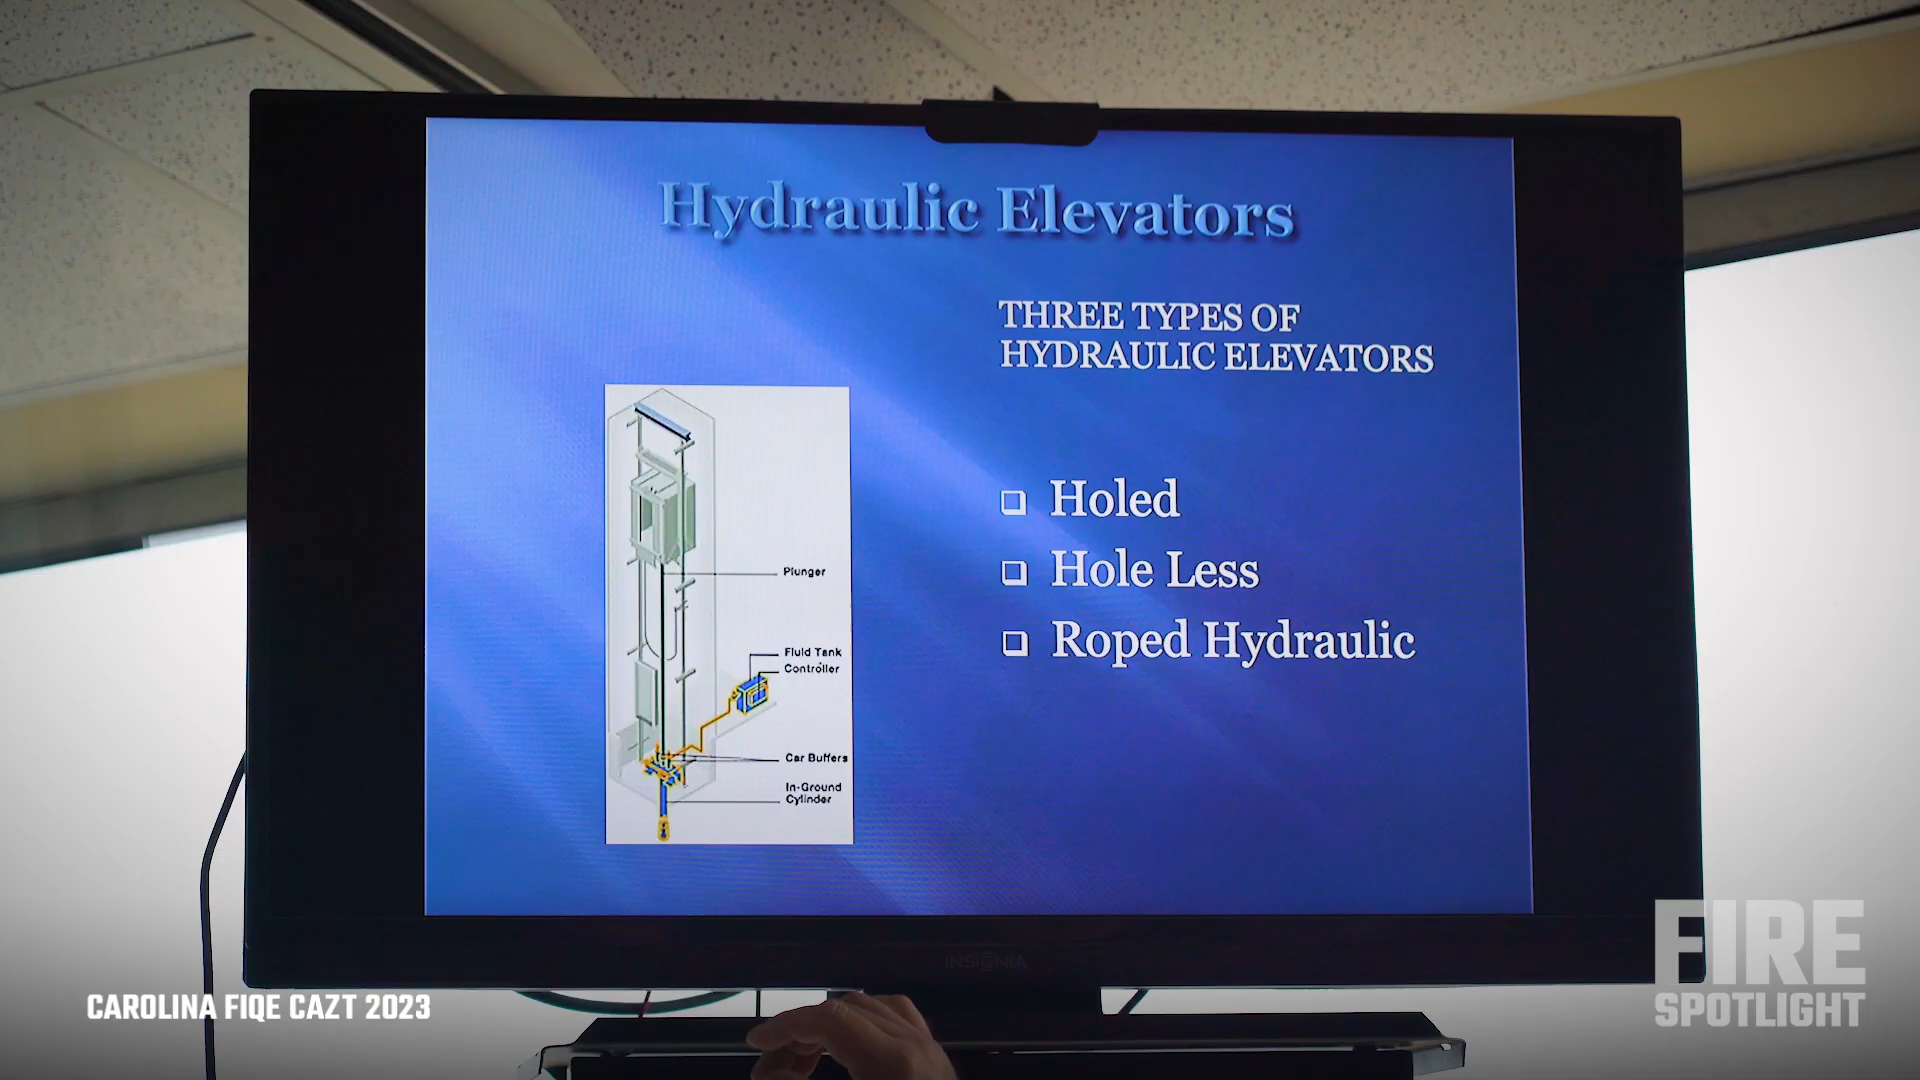 Hydraulic Elevators
THREE TYPES OF
HYDRAULIC ELEVATORS
Holed
Hole Less
Roped Hydraulic
Plunger
Fluid Tank
Controller
Car Buffers
In-Ground
Cylinder
INSIGNIA
CAROLINA FIQE CAZT 2023
FIRE
SPOTLIGHT